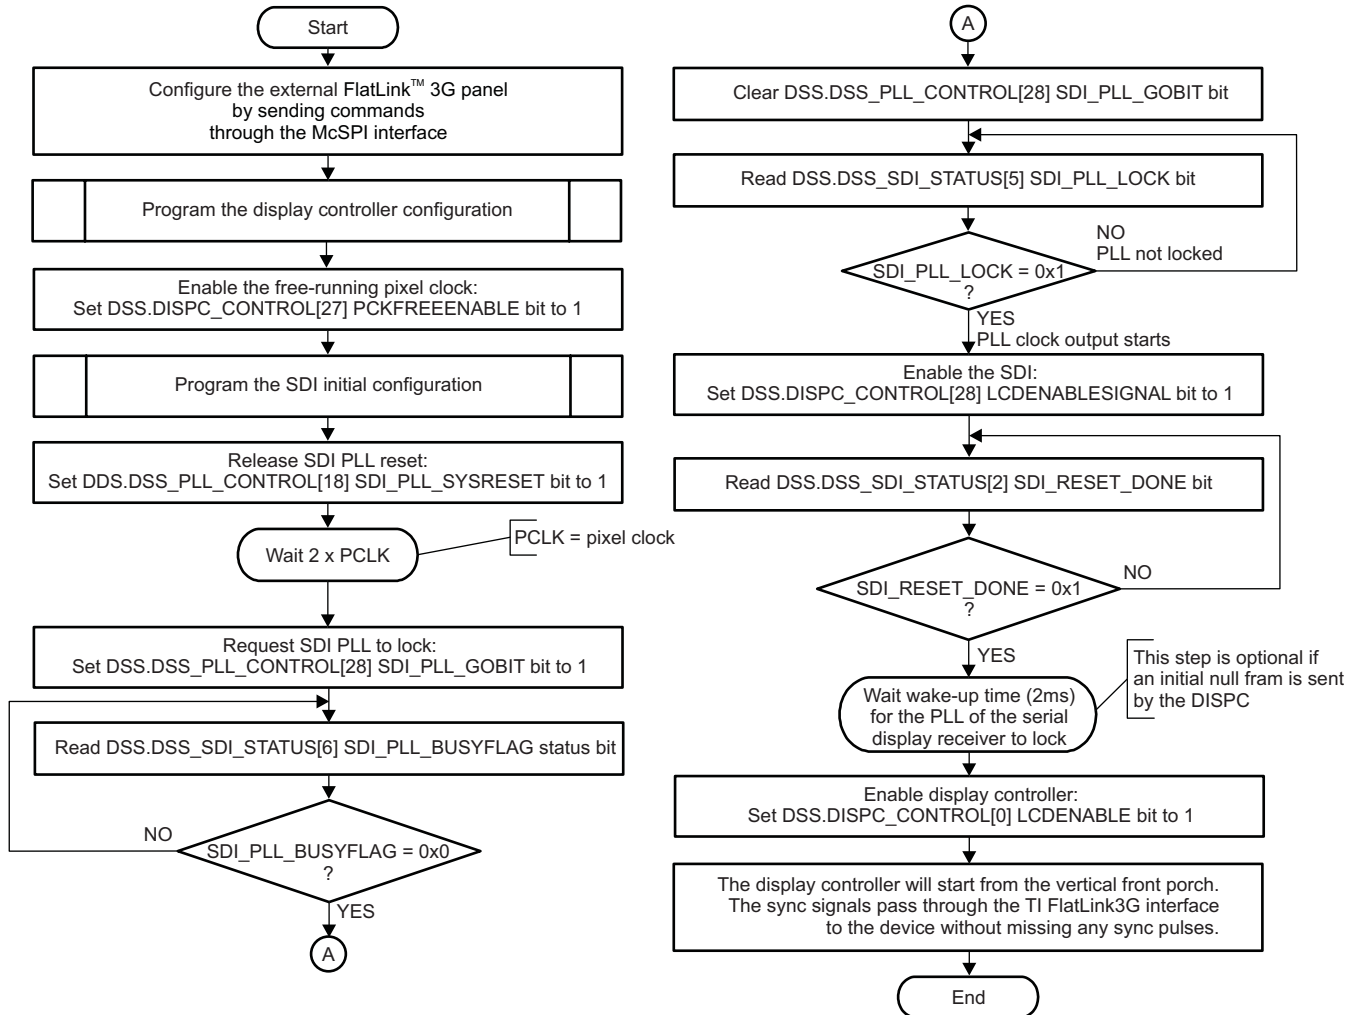 Start
Configure the external FlatLink™ 3G panel
by sending commands
through the McSPI interface
Program the display controller configuration
Enable the free-running pixel clock:
Set DSS.DISPC_CONTROL[27] PCKFREEENABLE bit to 1
Program the SDI initial configuration
Release SDI PLL reset:
Set DDS.DSS_PLL_CONTROL[18] SDI_PLL_SYSRESET bit to 1
Wait 2 x PCLK
PCLK = pixel clock
Request SDI PLL to lock:
Set DSS.DSS_PLL_CONTROL[28] SDI_PLL_GOBIT bit to 1
Read DSS.DSS_SDI_STATUS[6] SDI_PLL_BUSYFLAG status bit
NO
SDI_PLL_BUSYFLAG = 0x0
?
YES
A
A
Clear DSS.DSS_PLL_CONTROL[28] SDI_PLL_GOBIT bit
Read DSS.DSS_SDI_STATUS[5] SDI_PLL_LOCK bit
NO
PLL not locked
SDI_PLL_LOCK = 0x1
?
YES
PLL clock output starts
Enable the SDI:
Set DSS.DISPC_CONTROL[28] LCDENABLESIGNAL bit to 1
Read DSS.DSS_SDI_STATUS[2] SDI_RESET_DONE bit
NO
SDI_RESET_DONE = 0x1
?
YES
This step is optional if
an initial null fram is sent
by the DISPC
Wait wake-up time (2ms)
for the PLL of the serial
display receiver to lock
Enable display controller:
Set DSS.DISPC_CONTROL[0] LCDENABLE bit to 1
The display controller will start from the vertical front porch.
The sync signals pass through the TI FlatLink3G interface
to the device without missing any sync pulses.
End